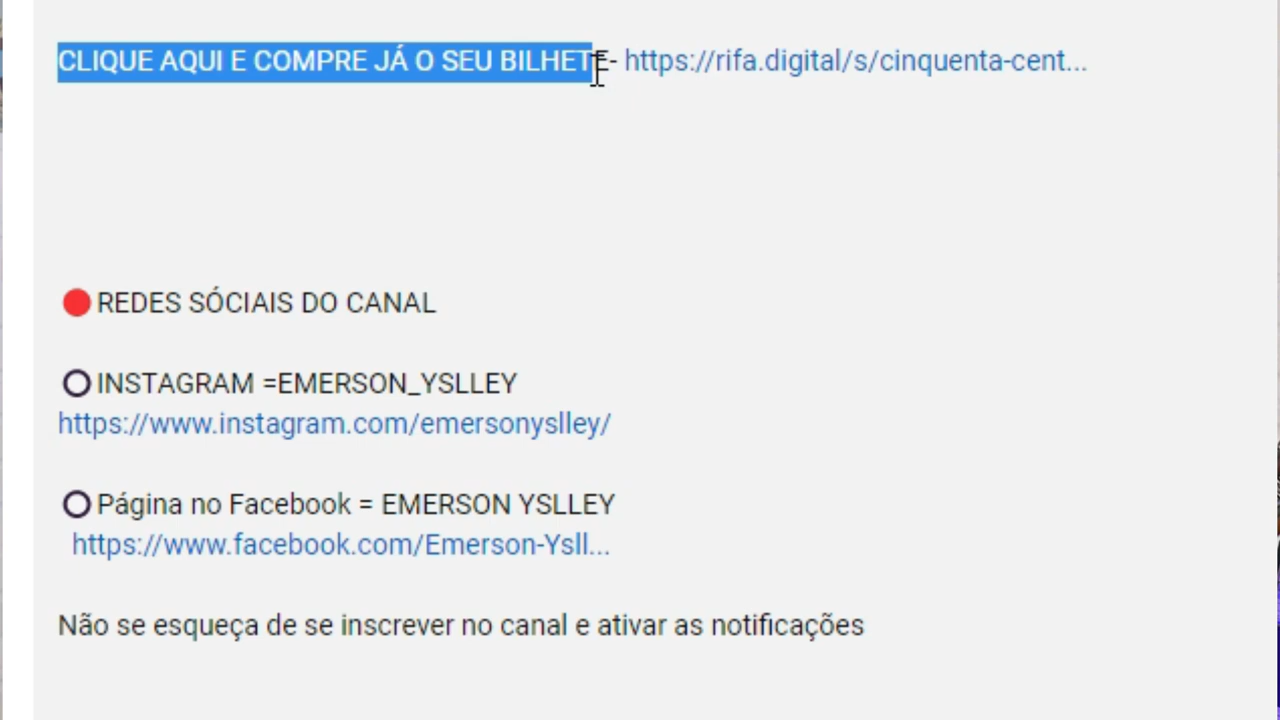 CLIQUE AQUI E COMPRE JÁ O SEU BILHETE - https://rifa.digital/s/cinquenta-cent...
REDES SÓCIAIS DO CANAL
INSTAGRAM =EMERSON_YSLLEY
https://www.instagram.com/emersonyslley/
Página no Facebook = EMERSON YSLLEY
https://www.facebook.com/Emerson-Ysll...
Não se esqueça de se inscrever no canal e ativar as notificações